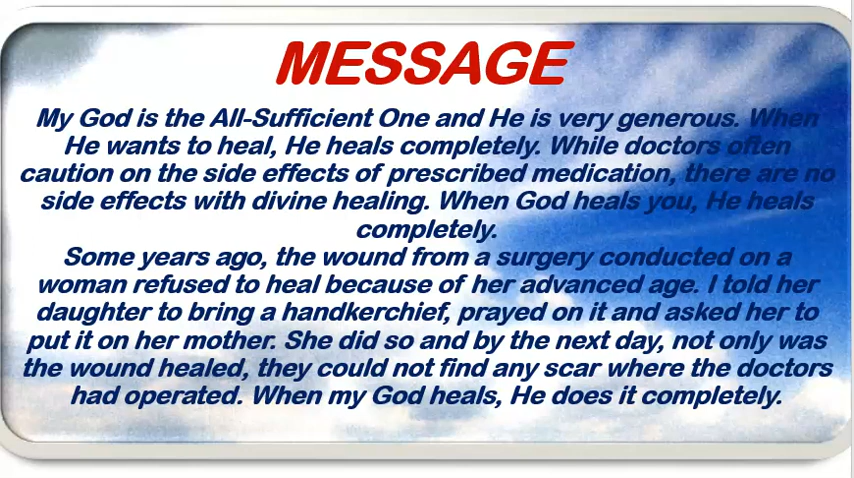 MESSAGE
My God is the All-Sufficient One and He is very generous. When
He wants to heal, He heals completely. While doctors often
caution on the side effects of prescribed medication, there are no
side effects with divine healing. When God heals you, He heals
completely.
Some years ago, the wound from a surgery conducted on a
woman refused to heal because of her advanced age. I told her
daughter to bring a handkerchief, prayed on it and asked her to
put it on her mother. She did so and by the next day, not only was
the wound healed, they could not find any scar where the doctors
had operated. When my God heals, He does it completely.